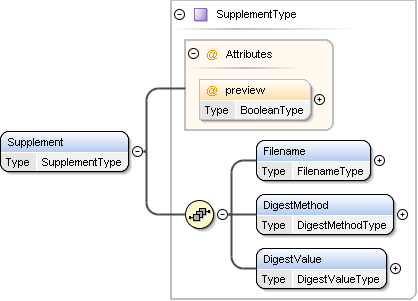 SupplementType
@ Attributes
@ preview
Type BooleanType
Supplement
Type SupplementType
Filename
Type FilenameType
DigestMethod
Type DigestMethodType
DigestValue
Type DigestValueType